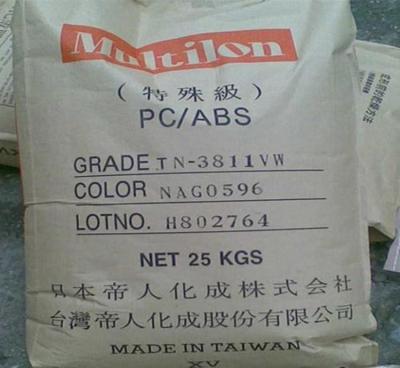 Multilon
(特殊級)
PC/ABS
GRADE TN-3811VW
COLOR NAG0596
LOTNO. H802764
NET 25 KGS
日本帝人化成株式会社
台灣帝人化成股份有限公司
MADE IN TAIWAN
XV